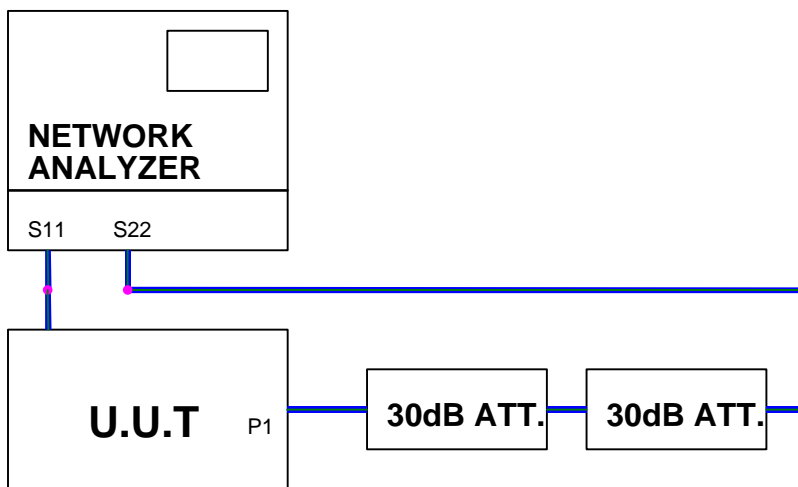 NETWORK
ANALYZER
S11 S22
U.U.T P1 30dB ATT. 30dB ATT.